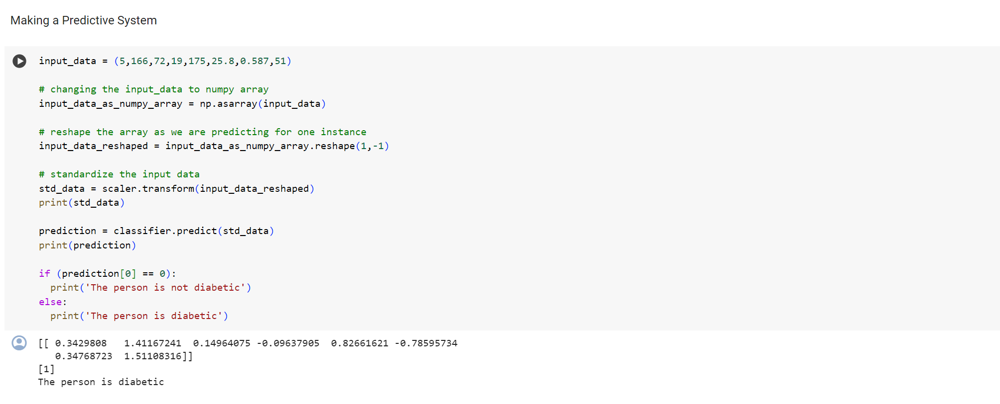 Making a Predictive System
input_data = (5,166,72,19,175,25.8,0.587,51)
# changing the input_data to numpy array
input_data_as_numpy_array = np.asarray(input_data)
# reshape the array as we are predicting for one instance
input_data_reshaped = input_data_as_numpy_array.reshape(1,-1)
# standardize the input data
std_data = scaler.transform(input_data_reshaped)
print(std_data)
prediction = classifier.predict(std_data)
print(prediction)
if (prediction[0] == 0):
  print('The person is not diabetic')
else:
  print('The person is diabetic')
[[ 0.3429808   1.41167241  0.14964075 -0.09637905  0.82661621 -0.78595734
   0.34768723  1.51108316]]
[1]
The person is diabetic